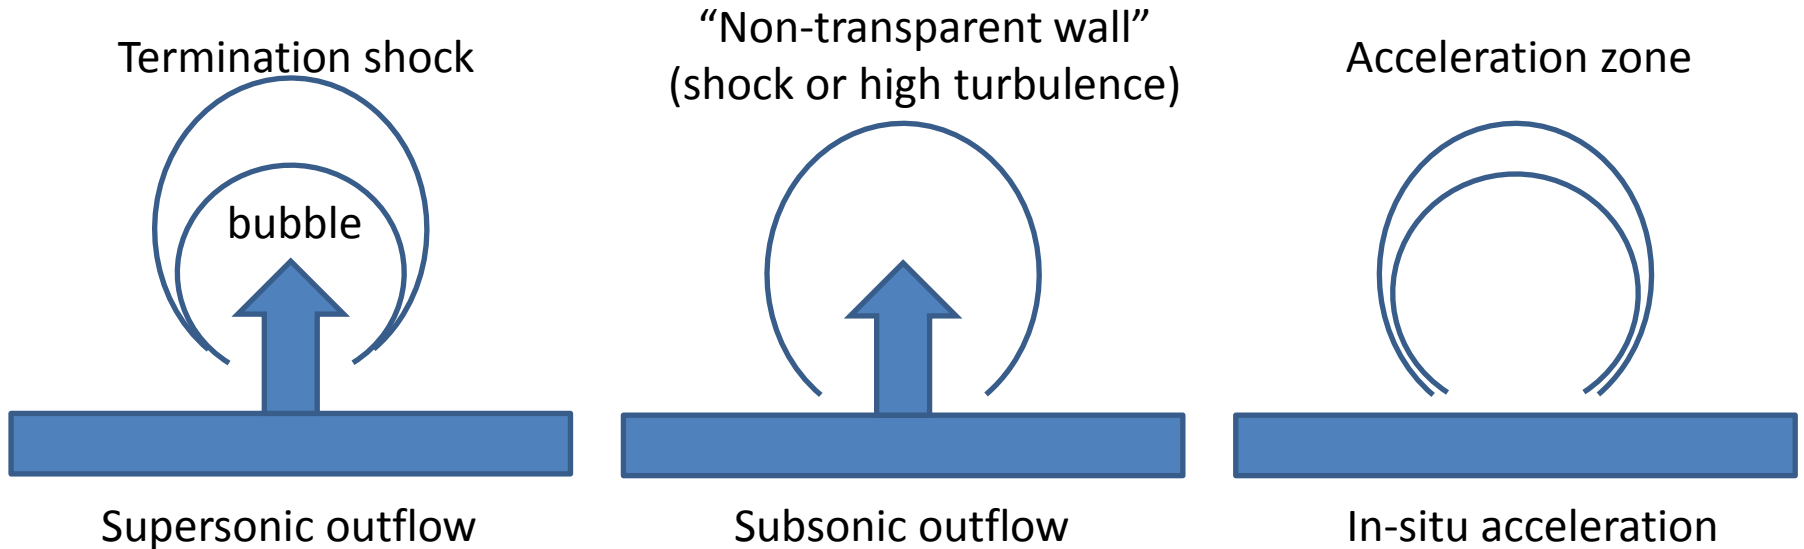 Termination shock
bubble
Supersonic outflow
“Non-transparent wall”
(shock or high turbulence)
Subsonic outflow
Acceleration zone
In-situ acceleration